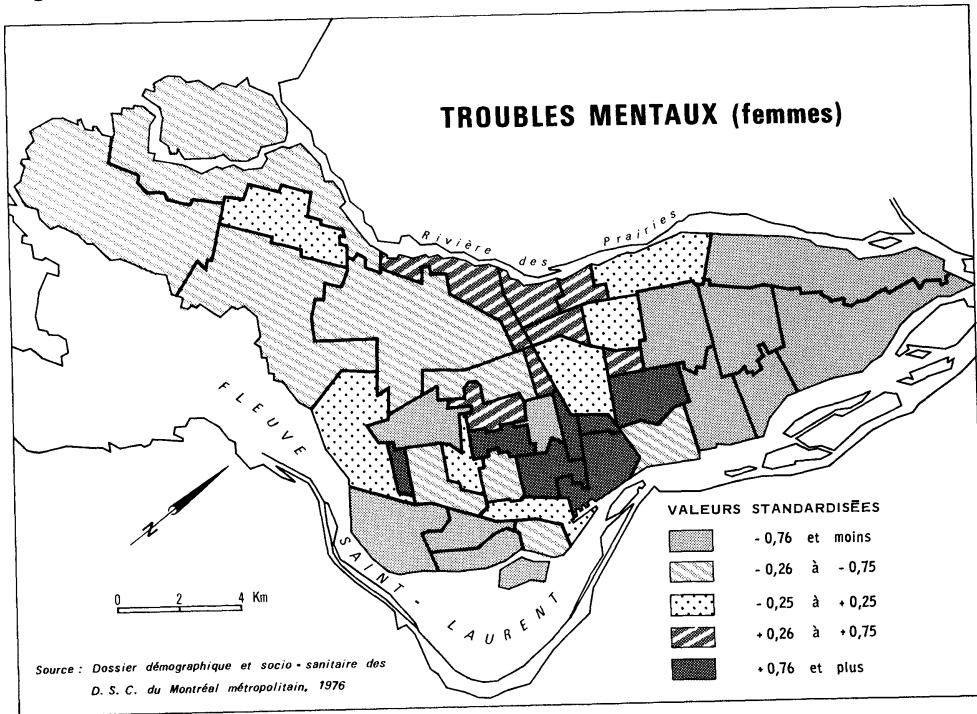 TROUBLES MENTAUX (femmes)
Rivière des Prairies
FLEUVE
SAINT-LAURENT
N
0 2 4 Km
VALEURS STANDARDISÉES
- 0,76 et moins
- 0,26 à - 0,75
- 0,25 à + 0,25
+ 0,26 à + 0,75
+ 0,76 et plus
Source : Dossier démographique et socio - sanitaire des
D. S. C. du Montréal métropolitain, 1976